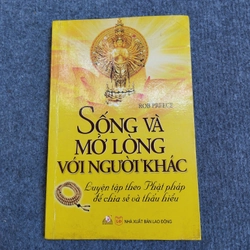 ROB PREECE
SỐNG VÀ
MỞ LÒNG
VỚI NGƯỜI KHÁC
Luyện tập theo Phật pháp
để chia sẻ và thấu hiểu
NHÀ XUẤT BẢN LAO ĐỘNG